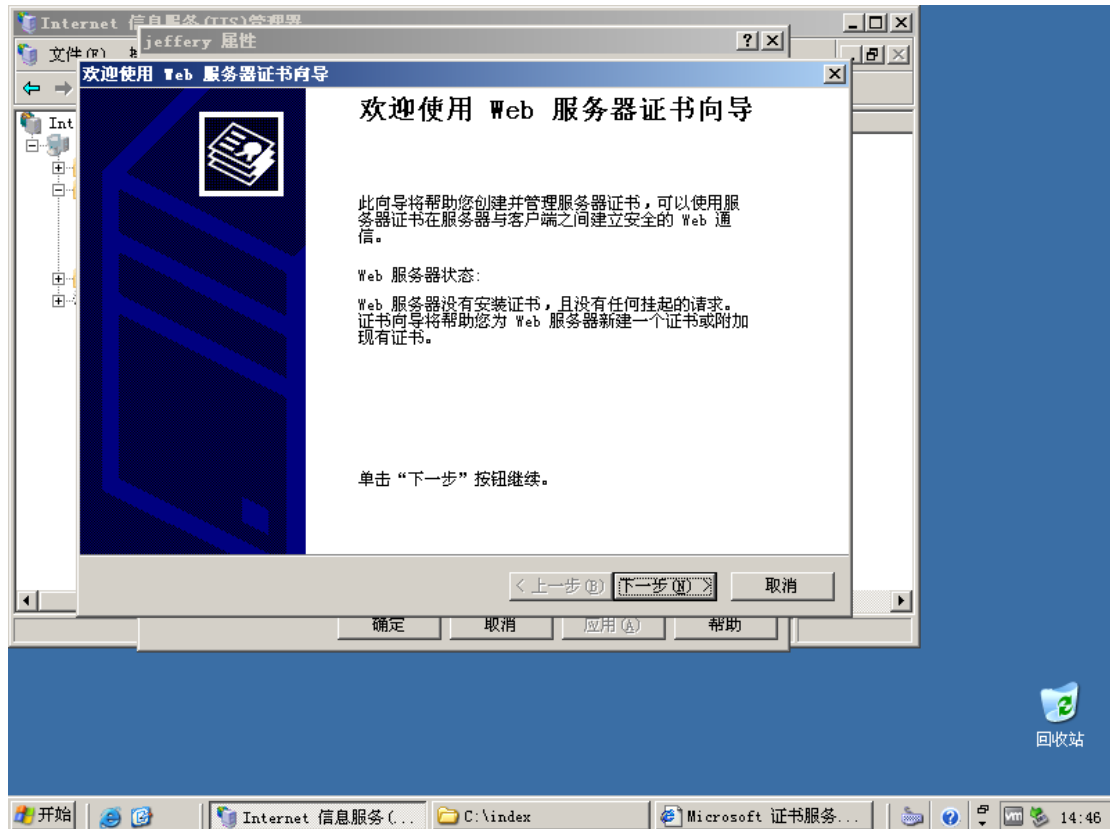 Internet 信息服务(IIS)管理器
jeffery 属性
文件(F)
欢迎使用 Web 服务器证书向导
Int
欢迎使用 Web 服务器证书向导
此向导将帮助您创建并管理服务器证书，可以使用服
务器证书在服务器与客户端之间建立安全的 Web 通
信。
Web 服务器状态:
Web 服务器没有安装证书，且没有任何挂起的请求。
证书向导将帮助您为 Web 服务器新建一个证书或附加
现有证书。
单击“下一步”按钮继续。
< 上一步(B) 下一步(N) > 取消
确定 取消 应用(A) 帮助
回收站
开始 Internet 信息服务(... C:\index Microsoft 证书服务... 14:46